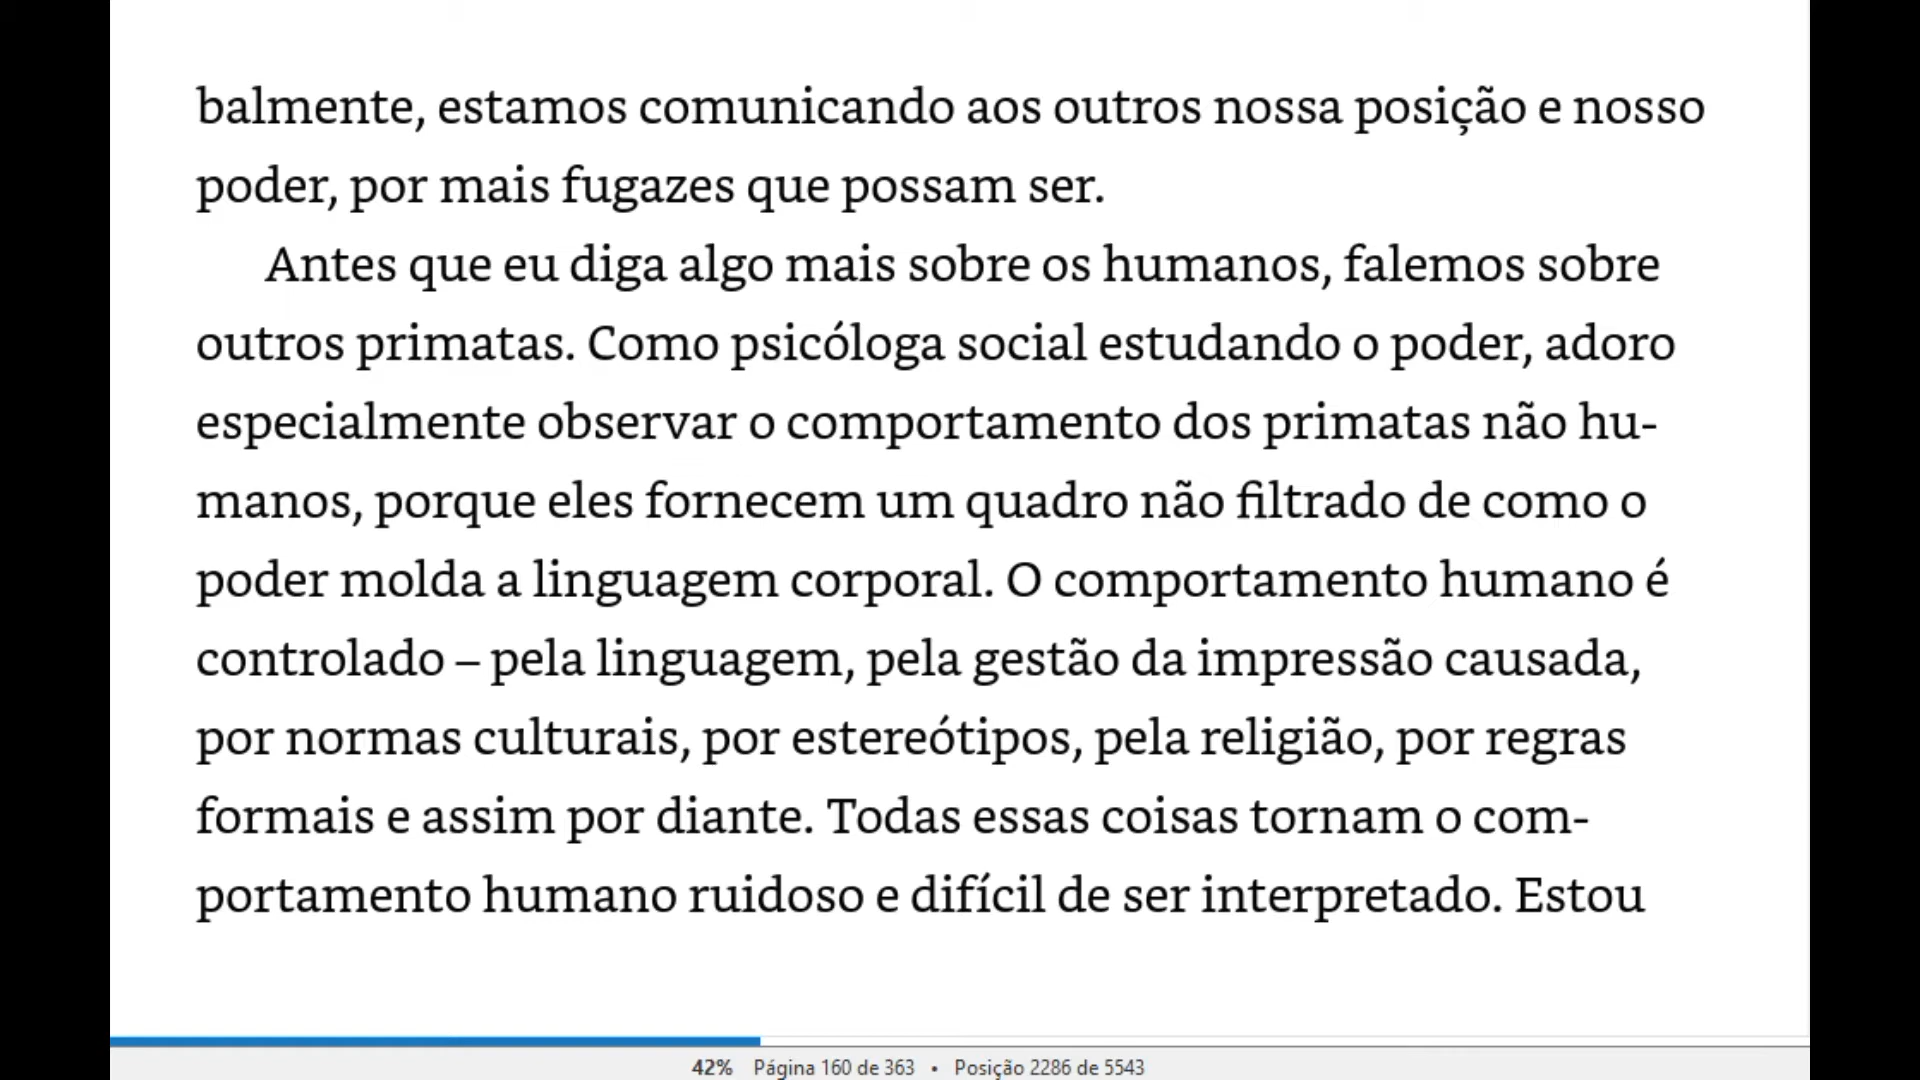 balmente, estamos comunicando aos outros nossa posição e nosso
poder, por mais fugazes que possam ser.
Antes que eu diga algo mais sobre os humanos, falemos sobre
outros primatas. Como psicóloga social estudando o poder, adoro
especialmente observar o comportamento dos primatas não hu-
manos, porque eles fornecem um quadro não filtrado de como o
poder molda a linguagem corporal. O comportamento humano é
controlado – pela linguagem, pela gestão da impressão causada,
por normas culturais, por estereótipos, pela religião, por regras
formais e assim por diante. Todas essas coisas tornam o com-
portamento humano ruidoso e difícil de ser interpretado. Estou
42% Página 160 de 363 • Posição 2286 de 5543